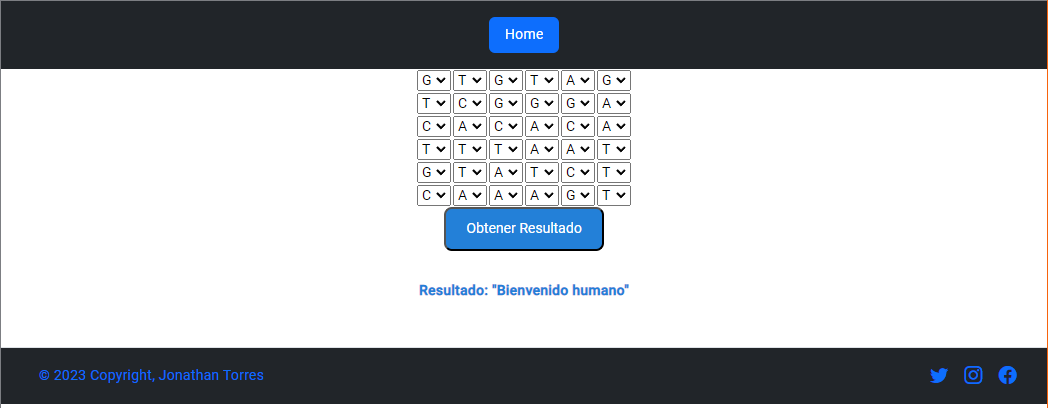 Home
G T G T A G
T C G G G A
C A C A C A
T T T A A T
G T A T C T
C A A A G T
Obtener Resultado
Resultado: "Bienvenido humano"
© 2023 Copyright, Jonathan Torres